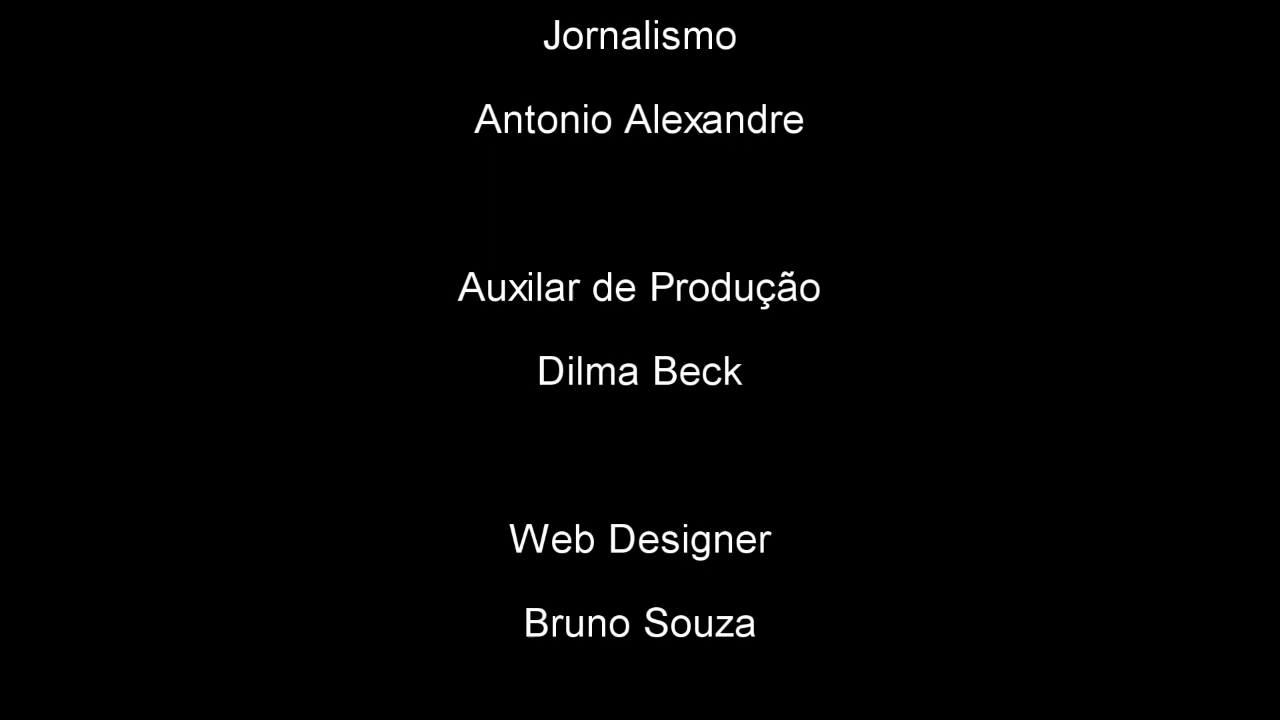 Jornalismo
Antonio Alexandre
Auxilar de Produção
Dilma Beck
Web Designer
Bruno Souza